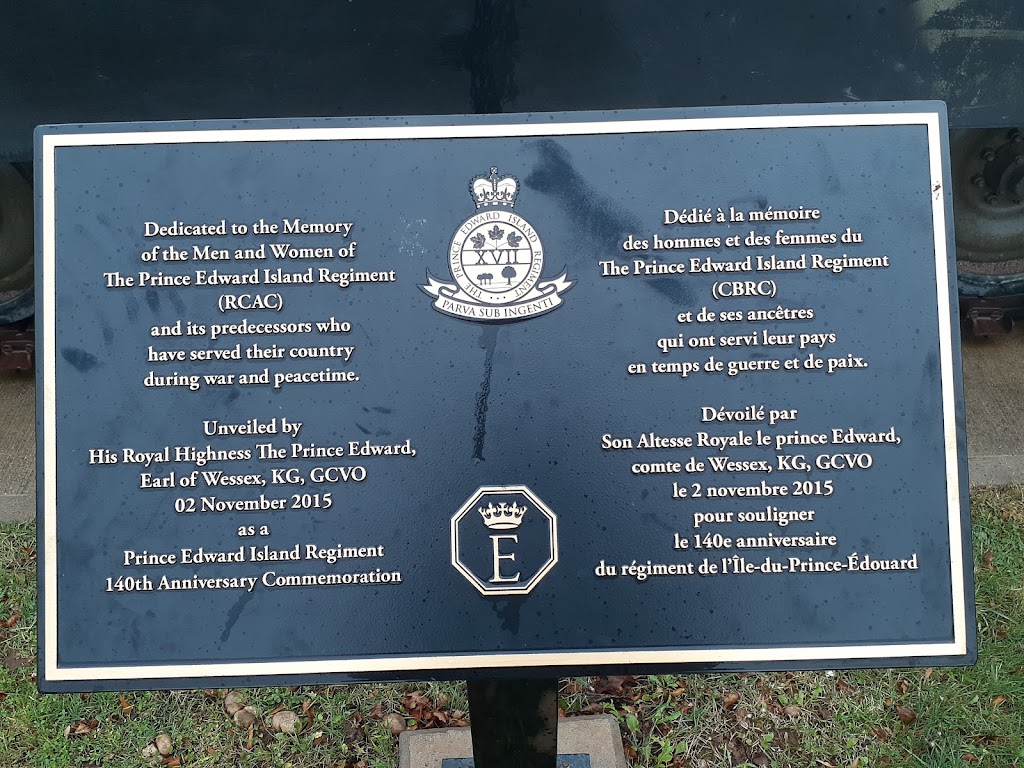 Dedicated to the Memory
of the Men and Women of
The Prince Edward Island Regiment
(RCAC)
and its predecessors who
have served their country
during war and peacetime.
Unveiled by
His Royal Highness The Prince Edward,
Earl of Wessex, KG, GCVO
02 November 2015
as a
Prince Edward Island Regiment
140th Anniversary Commemoration
THE PRINCE EDWARD ISLAND REGIMENT
XVII
PARVA SUB INGENTI
E
Dédié à la mémoire
des hommes et des femmes du
The Prince Edward Island Regiment
(CBRC)
et de ses ancêtres
qui ont servi leur pays
en temps de guerre et de paix.
Dévoilé par
Son Altesse Royale le prince Edward,
comte de Wessex, KG, GCVO
le 2 novembre 2015
pour souligner
le 140e anniversaire
du régiment de l'Île-du-Prince-Édouard